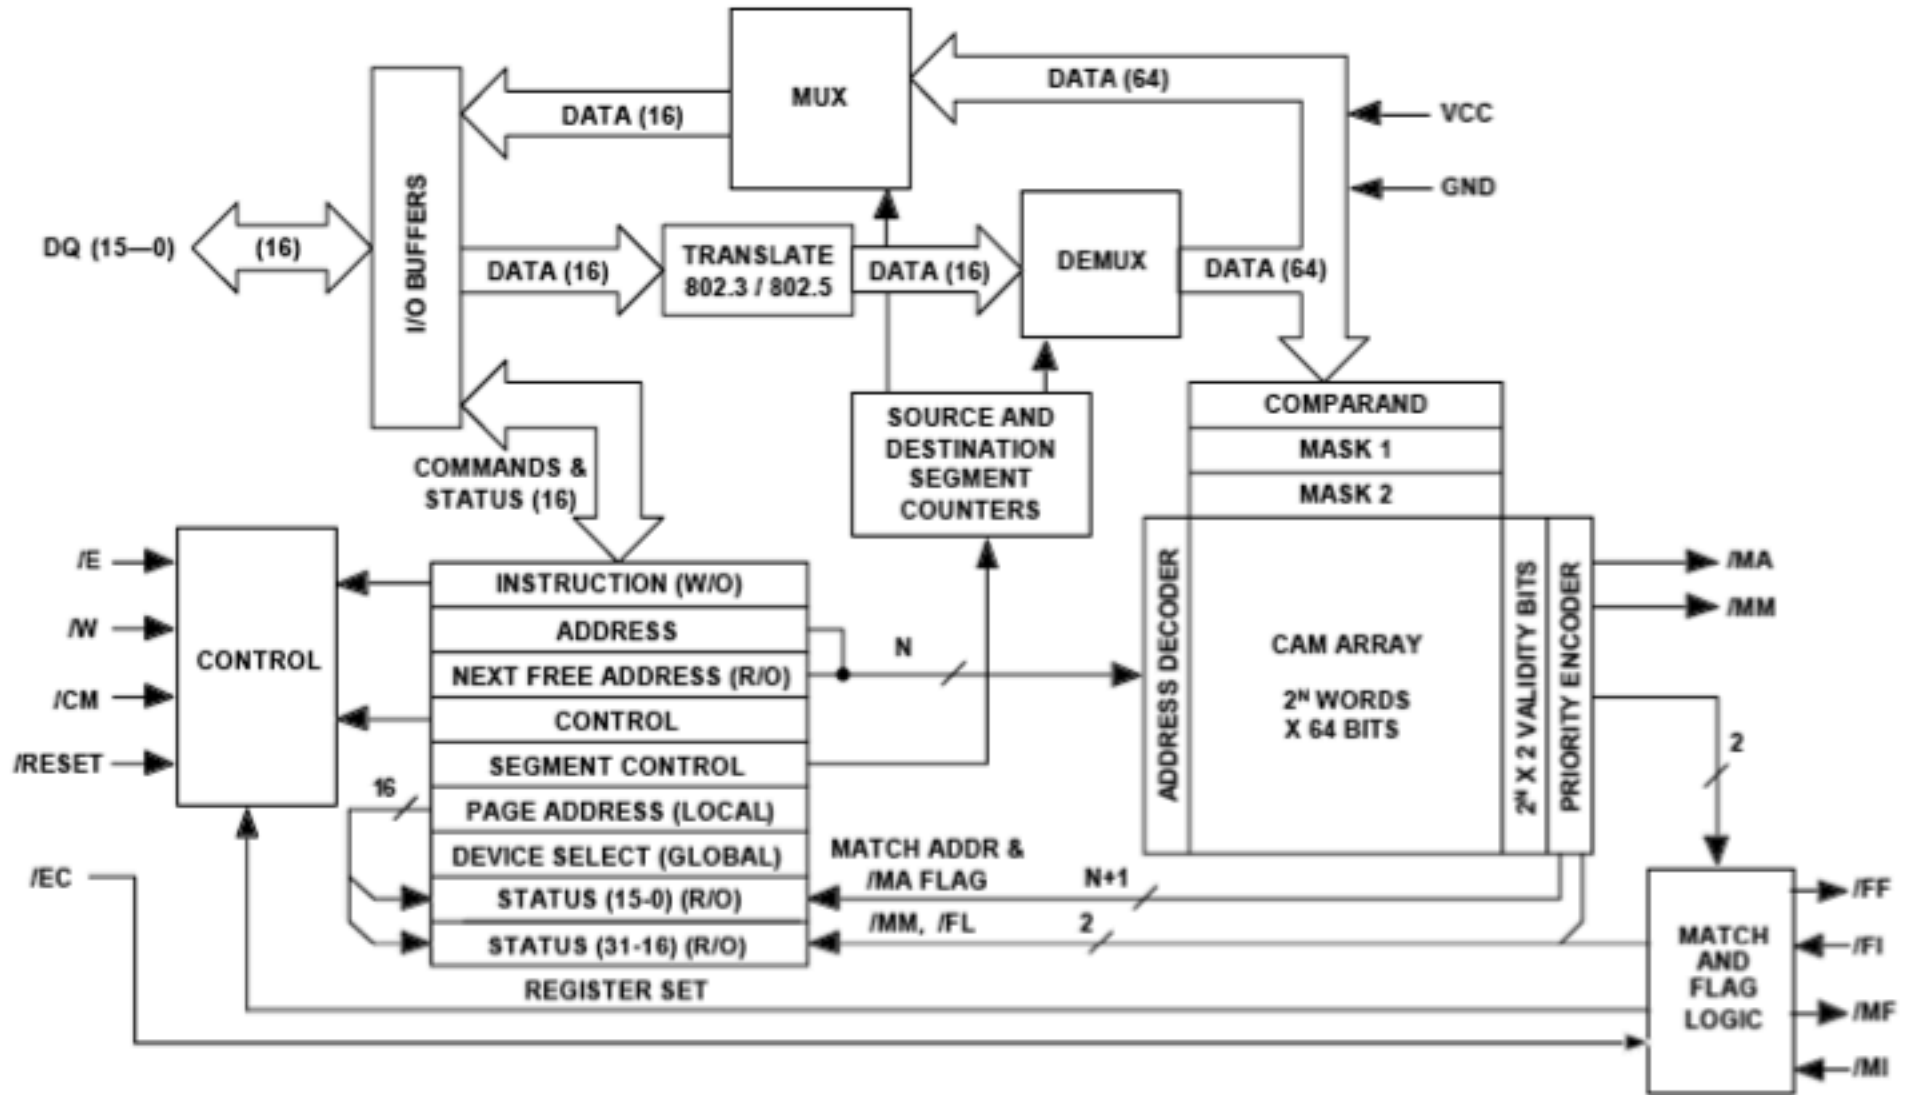 MUX
DATA (64)
DATA (16)
VCC
GND
I/O BUFFERS
DQ (15—0)
(16)
DATA (16)
TRANSLATE
802.3 / 802.5
DATA (16)
DEMUX
DATA (64)
COMMANDS &
STATUS (16)
SOURCE AND
DESTINATION
SEGMENT
COUNTERS
COMPARAND
MASK 1
MASK 2
/E
/W
/CM
/RESET
CONTROL
INSTRUCTION (W/O)
ADDRESS
NEXT FREE ADDRESS (R/O)
CONTROL
SEGMENT CONTROL
PAGE ADDRESS (LOCAL)
DEVICE SELECT (GLOBAL)
STATUS (15-0) (R/O)
STATUS (31-16) (R/O)
REGISTER SET
16
N
ADDRESS DECODER
CAM ARRAY
2ᴺ WORDS
X 64 BITS
2ᴺ X 2 VALIDITY BITS
PRIORITY ENCODER
/MA
/MM
2
MATCH ADDR &
/MA FLAG
N+1
/MM, /FL
2
/EC
MATCH
AND
FLAG
LOGIC
/FF
/FI
/MF
/MI